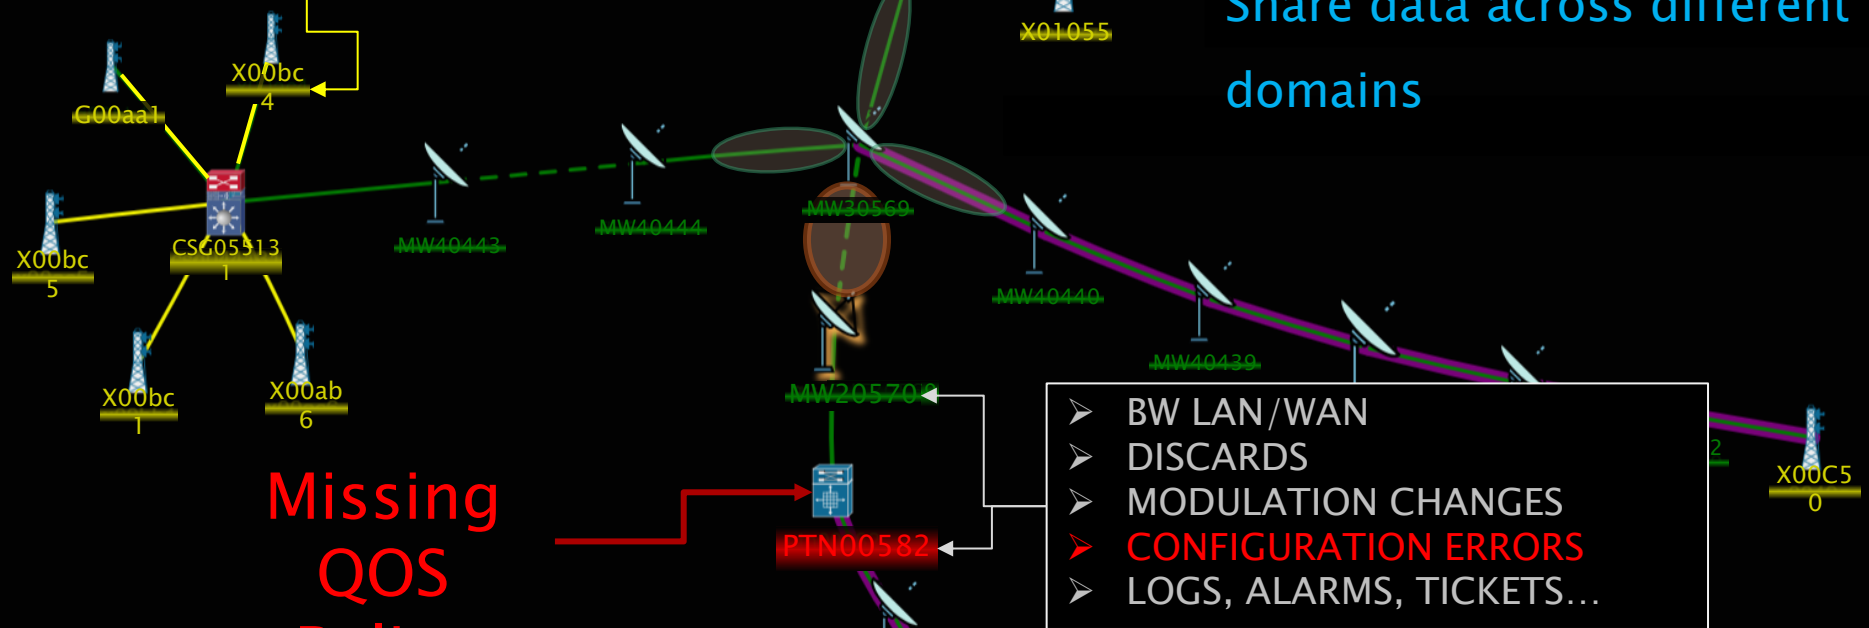 Share data across different
domains
X01055
X00bc
4
G00aa1
MW30569
MW40444
MW40443
CSG05513
1
X00bc
5
MW40440
MW40439
X00bc
1
X00ab
6
MW20570
BW LAN/WAN
DISCARDS
MODULATION CHANGES
CONFIGURATION ERRORS
LOGS, ALARMS, TICKETS...
2
X00C5
0
Missing
QOS
PTN00582